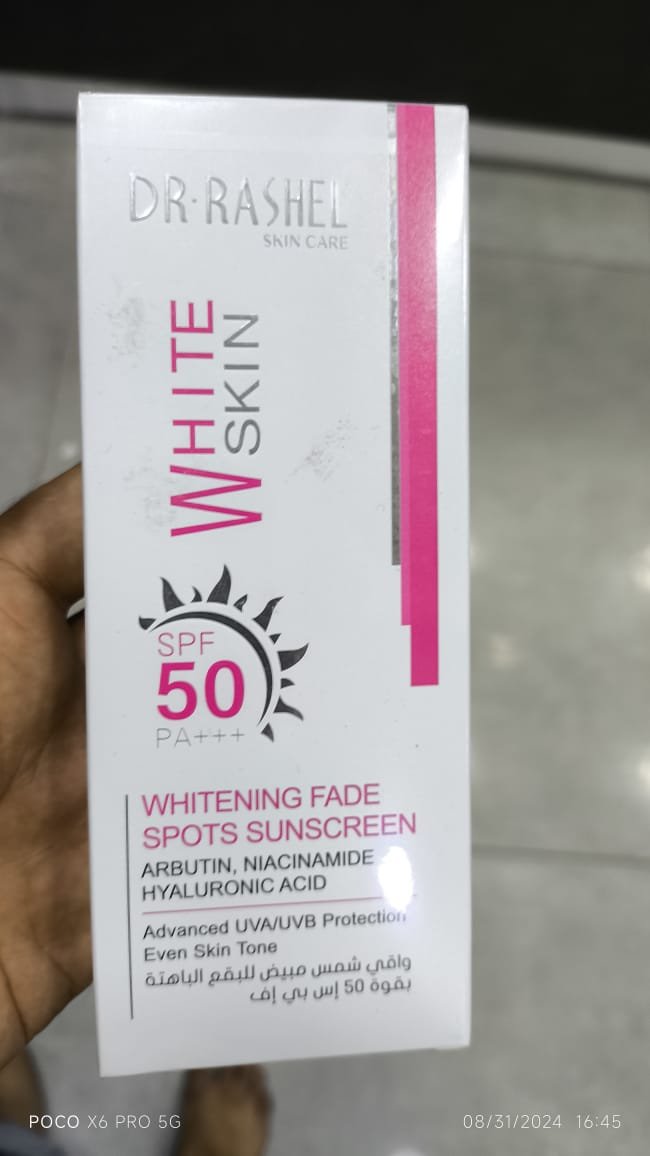 DR·RASHEL
SKIN CARE
WHITE
SKIN
SPF
50
PA+++
WHITENING FADE
SPOTS SUNSCREEN
ARBUTIN, NIACINAMIDE
HYALURONIC ACID
Advanced UVA/UVB Protection
Even Skin Tone
واقي شمس مبيض للبقع الباهتة
بقوة 50 إس بي إف
POCO X6 PRO 5G
08/31/2024 16:45